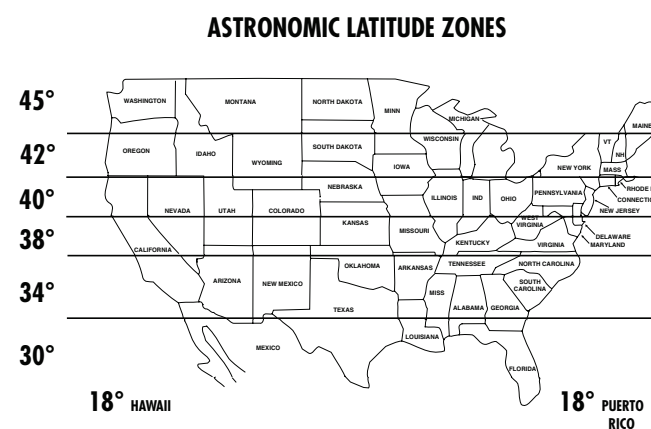 ASTRONOMIC LATITUDE ZONES
45°
WASHINGTON
MONTANA
NORTH DAKOTA
MINN
MICHIGAN
MAINE
42°
OREGON
IDAHO
WYOMING
SOUTH DAKOTA
WISCONSIN
IOWA
NEW YORK
VT
NH
MASS
40°
NEVADA
UTAH
COLORADO
NEBRASKA
ILLINOIS
IND
OHIO
PENNSYLVANIA
RHODE I
CONNECTIC
NEW JERSEY
38°
CALIFORNIA
KANSAS
MISSOURI
KENTUCKY
WEST
VIRGINIA
VIRGINIA
DELAWARE
MARYLAND
34°
ARIZONA
NEW MEXICO
OKLAHOMA
TEXAS
ARKANSAS
TENNESSEE
NORTH CAROLINA
SOUTH
CAROLINA
MISS
ALABAMA
GEORGIA
30°
MEXICO
LOUISIANA
FLORIDA
18° HAWAII
18° PUERTO
RICO